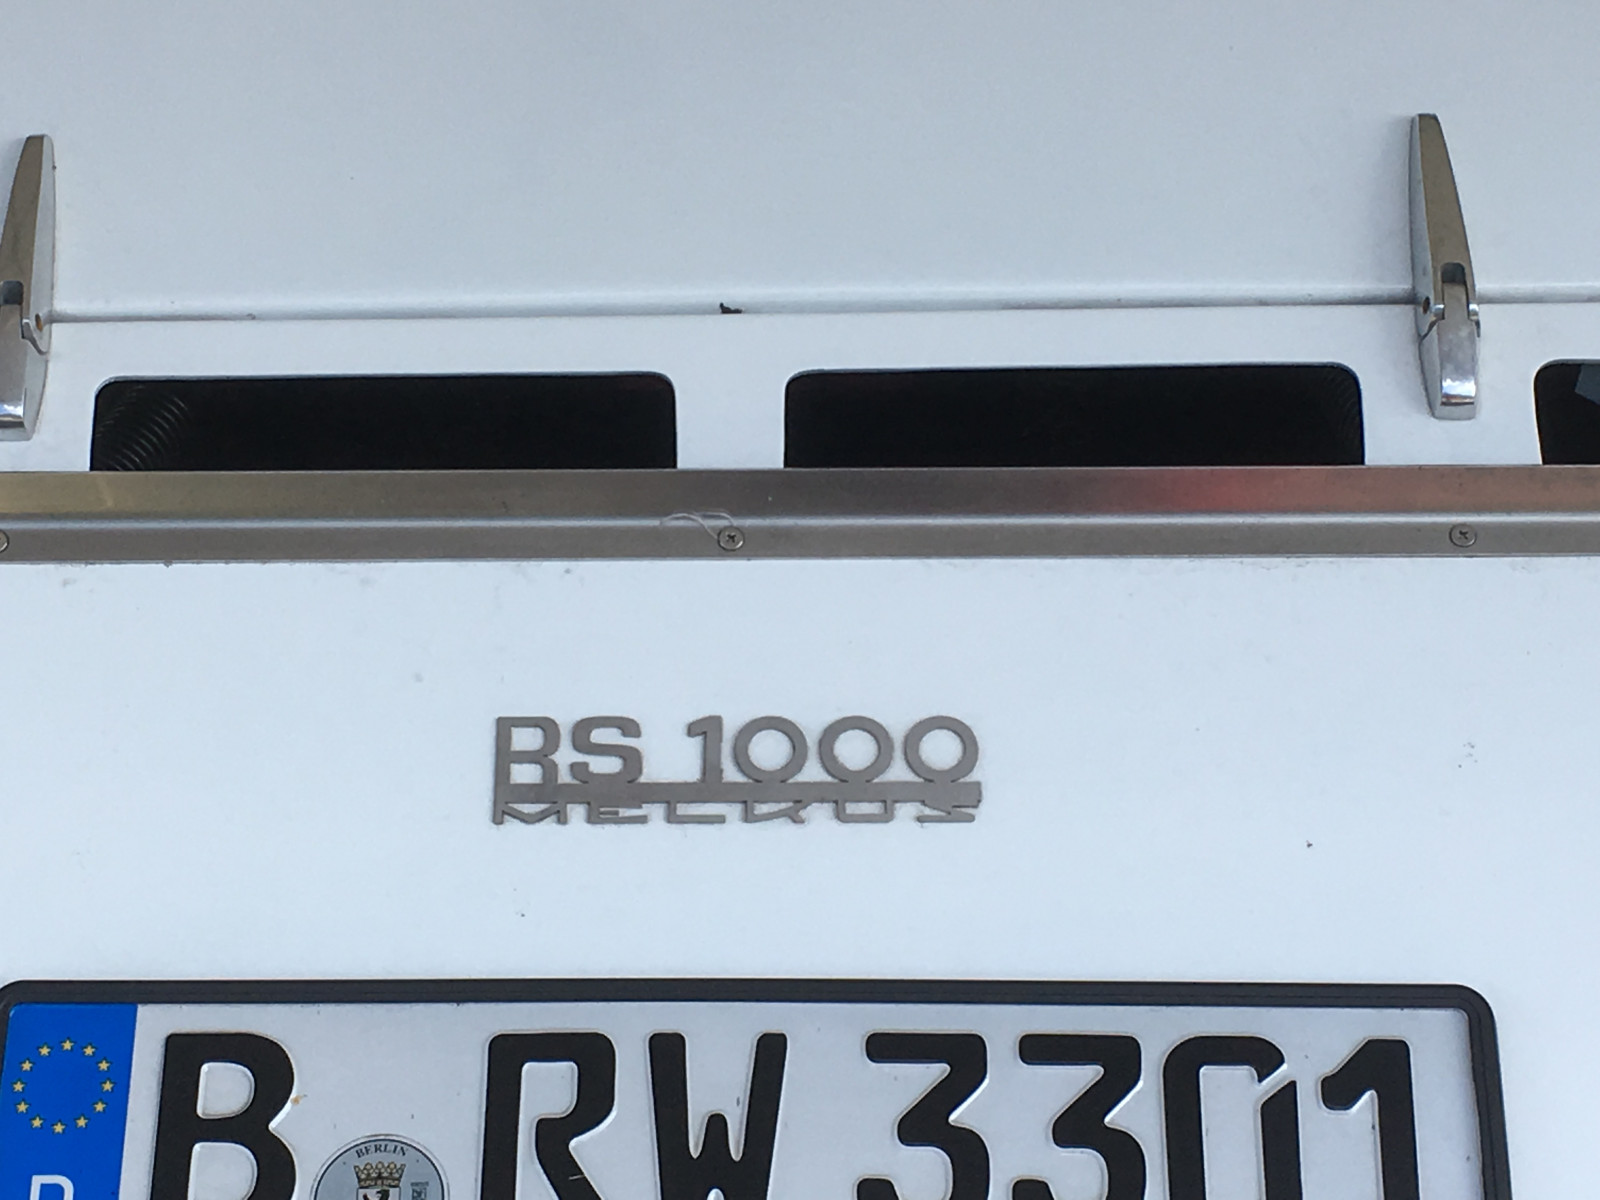 RS 1000
MELKUS
B RW 3301
D
BERLIN